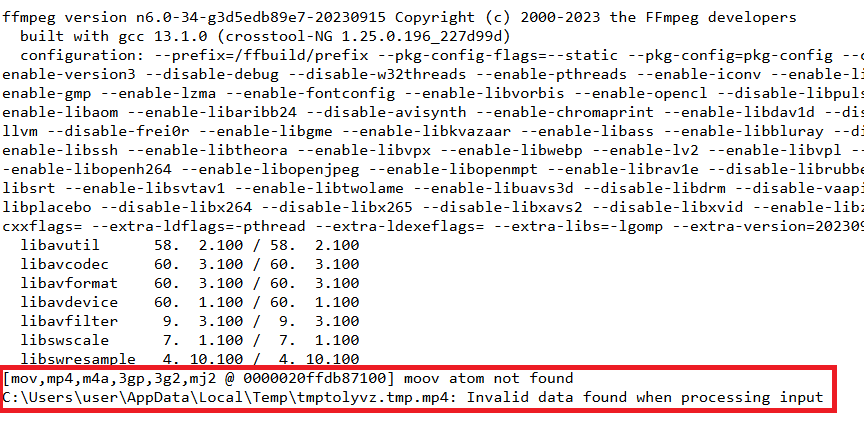 ffmpeg version n6.0-34-g3d5edb89e7-20230915 Copyright (c) 2000-2023 the FFmpeg developers
built with gcc 13.1.0 (crosstool-NG 1.25.0.196_227d99d)
configuration: --prefix=/ffbuild/prefix --pkg-config-flags=--static --pkg-config=pkg-config --c
enable-version3 --disable-debug --disable-w32threads --enable-pthreads --enable-iconv --enable-li
enable-gmp --enable-lzma --enable-fontconfig --enable-libvorbis --enable-opencl --disable-libpuls
enable-libaom --enable-libaribb24 --disable-avisynth --enable-chromaprint --enable-libdav1d --dis
llvm --disable-frei0r --enable-libgme --enable-libkvazaar --enable-libass --enable-libbluray --di
enable-libssh --enable-libtheora --enable-libvpx --enable-libwebp --enable-lv2 --enable-libvpl --
-enable-libopenh264 --enable-libopenjpeg --enable-libopenmpt --enable-librav1e --disable-librubbe
libsrt --enable-libsvtav1 --enable-libtwolame --enable-libuavs3d --disable-libdrm --disable-vaapi
libplacebo --disable-libx264 --disable-libx265 --disable-libxavs2 --disable-libxvid --enable-libz
cxxflags= --extra-ldflags=-pthread --extra-ldexeflags= --extra-libs=-lgomp --extra-version=202309
libavutil 58. 2.100 / 58. 2.100
libavcodec 60. 3.100 / 60. 3.100
libavformat 60. 3.100 / 60. 3.100
libavdevice 60. 1.100 / 60. 1.100
libavfilter 9. 3.100 / 9. 3.100
libswscale 7. 1.100 / 7. 1.100
libswresample 4. 10.100 / 4. 10.100
[mov,mp4,m4a,3gp,3g2,mj2 @ 0000020ffdb87100] moov atom not found
C:\Users\user\AppData\Local\Temp\tmptolyvz.tmp.mp4: Invalid data found when processing input